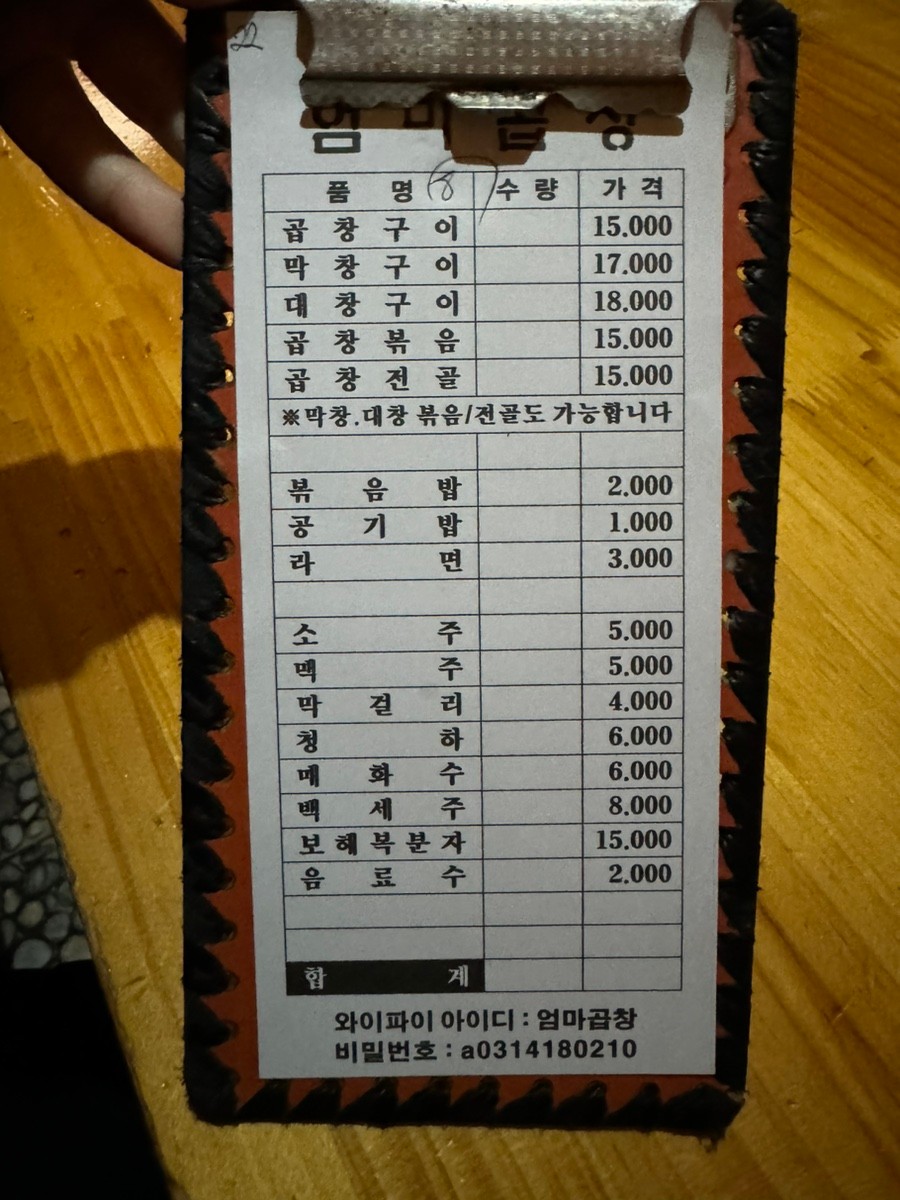 22
엄마곱창
품명 (8) 수량 가격
곱창구이 15.000
막창구이 17.000
대창구이 18.000
곱창볶음 15.000
곱창전골 15.000
※막창.대창 볶음/전골도 가능합니다
볶음밥 2.000
공기밥 1.000
라면 3.000
소주 5.000
맥주 5.000
막걸리 4.000
청하 6.000
매화수 6.000
백세주 8.000
보해복분자 15.000
음료수 2.000
합계
와이파이 아이디 : 엄마곱창
비밀번호 : a0314180210